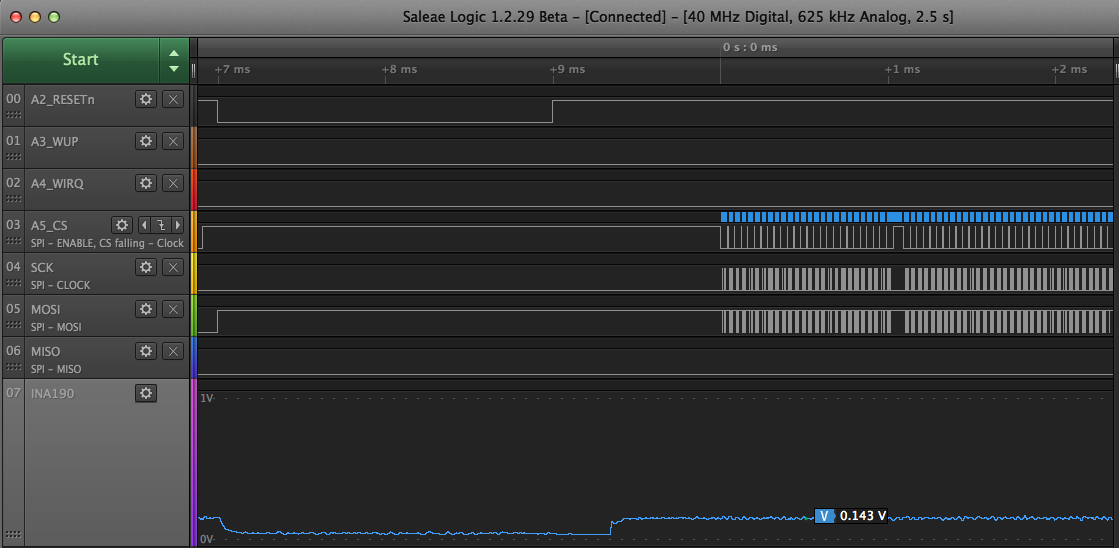 Saleae Logic 1.2.29 Beta - [Connected] - [40 MHz Digital, 625 kHz Analog, 2.5 s]
Start
0 s : 0 ms
+7 ms
+8 ms
+9 ms
+1 ms
+2 ms
00 A2_RESETn
01 A3_WUP
02 A4_WIRQ
03 A5_CS
SPI - ENABLE, CS falling - Clock
04 SCK
SPI - CLOCK
05 MOSI
SPI - MOSI
06 MISO
SPI - MISO
07 INA190
1V
V 0.143 V
0V